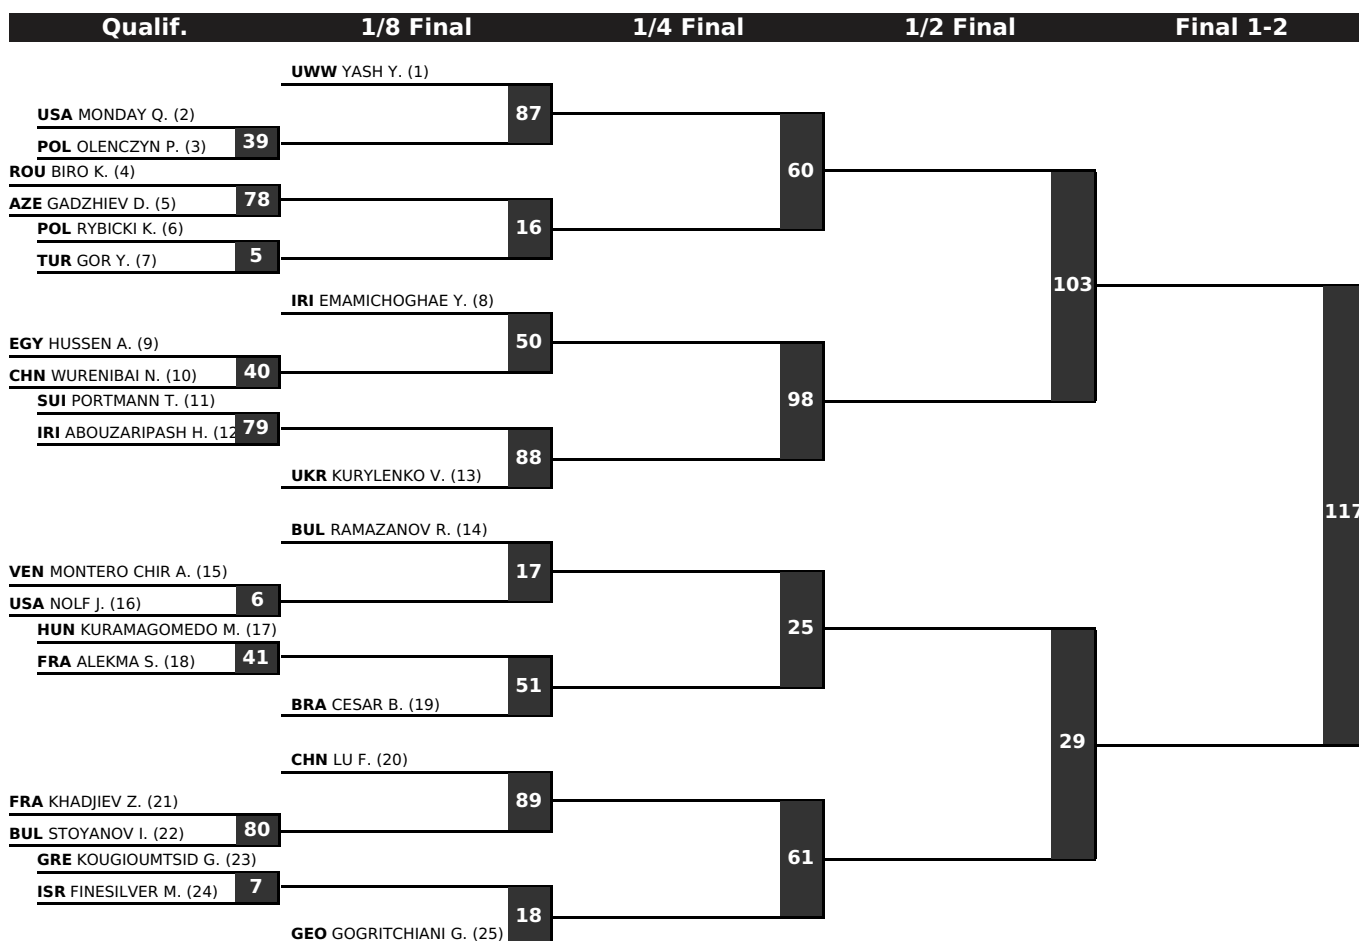 Qualif. 1/8 Final 1/4 Final 1/2 Final Final 1-2
UWW YASH Y. (1)
87
USA MONDAY Q. (2)
39
POL OLENCZYN P. (3)
ROU BIRO K. (4)
60
78
AZE GADZHIEV D. (5)
POL RYBICKI K. (6)
16
5
TUR GOR Y. (7)
103
IRI EMAMICHOGHAE Y. (8)
50
EGY HUSSEN A. (9)
40
CHN WURENIBAI N. (10)
98
SUI PORTMANN T. (11)
79
IRI ABOUZARIPASH H. (12
88
UKR KURYLENKO V. (13)
117
BUL RAMAZANOV R. (14)
17
VEN MONTERO CHIR A. (15)
6
USA NOLF J. (16)
25
HUN KURAMAGOMEDO M. (17)
41
FRA ALEKMA S. (18)
51
BRA CESAR B. (19)
29
CHN LU F. (20)
89
FRA KHADJIEV Z. (21)
80
BUL STOYANOV I. (22)
61
GRE KOUGIOUMTSID G. (23)
7
ISR FINESILVER M. (24)
18
GEO GOGRITCHIANI G. (25)